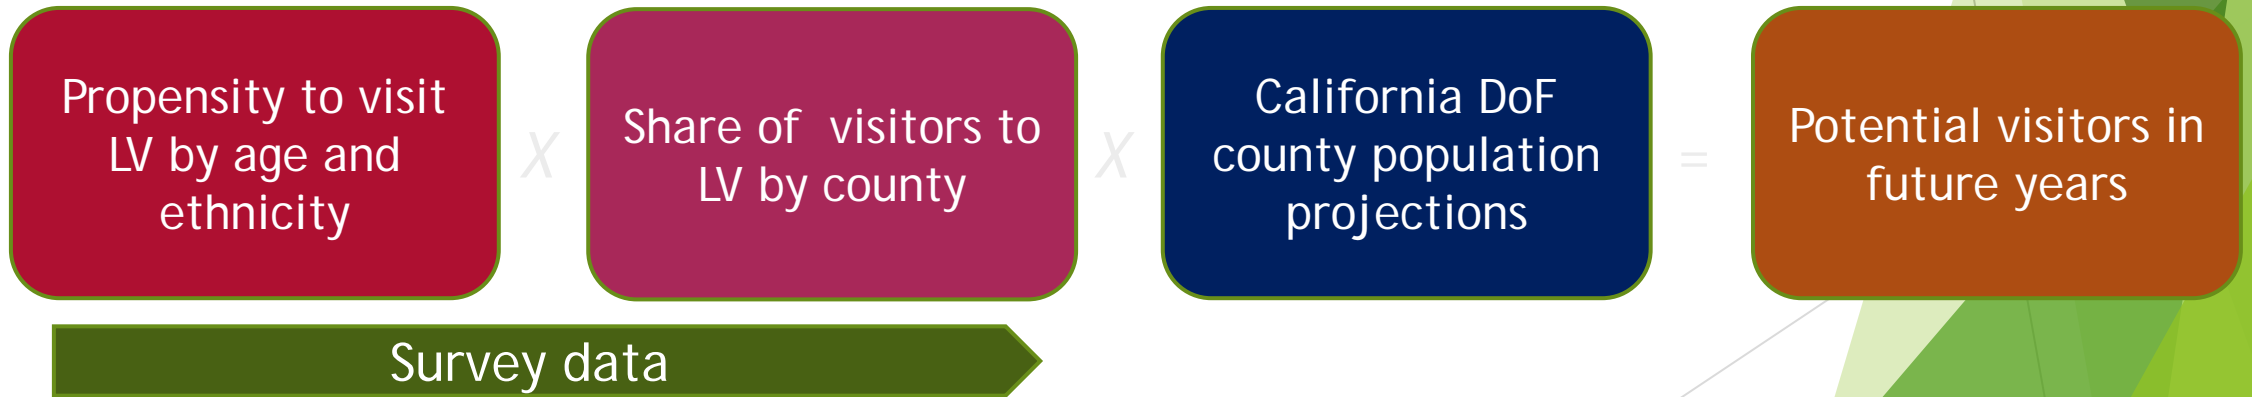 Propensity to visit
LV by age and
ethnicity
X
Share of visitors to
LV by county
X
California DoF
county population
projections
=
Potential visitors in
future years
Survey data